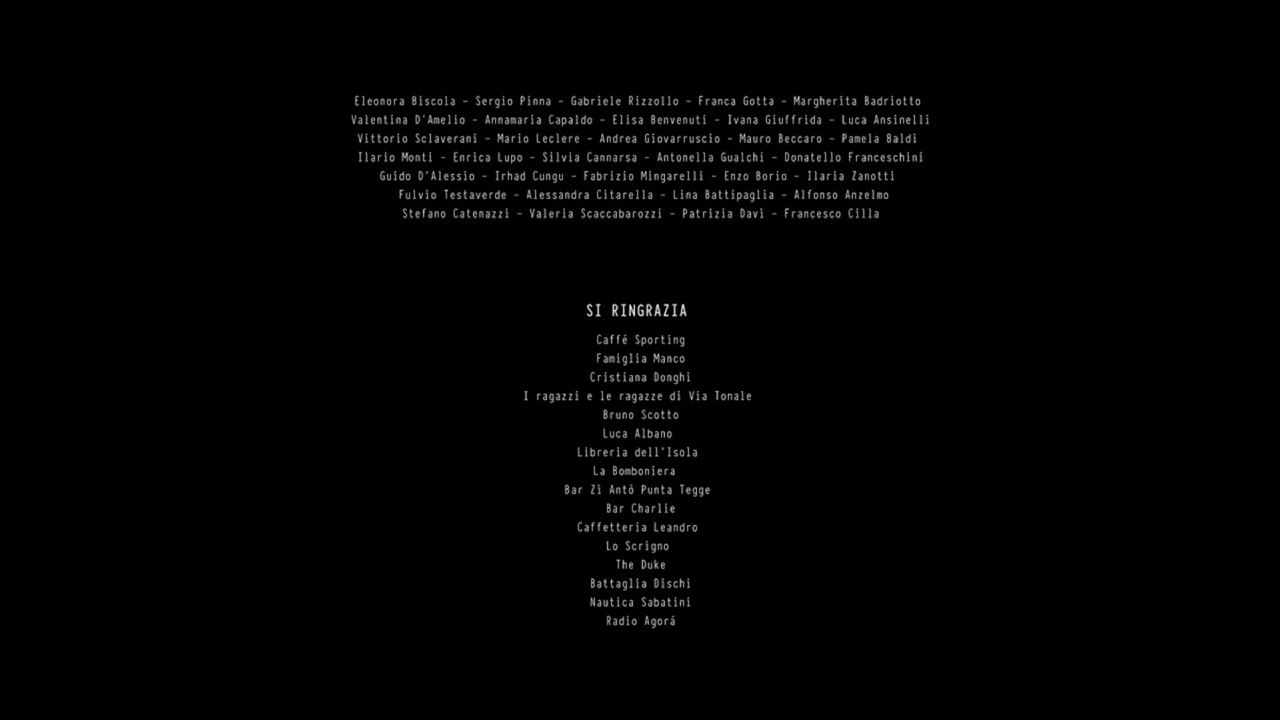 Eleonora Biscola - Sergio Pinna - Gabriele Rizzollo - Franca Gotta - Margherita Badriotto
Valentina D'Amelio - Annamaria Capaldo - Elisa Benvenuti - Ivana Giuffrida - Luca Ansinelli
Vittorio Sclaverani - Mario Leclere - Andrea Giovarruscio - Mauro Beccaro - Pamela Baldi
Ilario Monti - Enrica Lupo - Silvia Cannarsa - Antonella Gualchi - Donatello Franceschini
Guido D'Alessio - Irhad Cungu - Fabrizio Mingarelli - Enzo Borio - Ilaria Zanotti
Fulvio Testaverde - Alessandra Citarella - Lina Battipaglia - Alfonso Anzelmo
Stefano Catenazzi - Valeria Scaccabarozzi - Patrizia Davì - Francesco Cilla
SI RINGRAZIA
Caffé Sporting
Famiglia Manco
Cristiana Donghi
I ragazzi e le ragazze di Via Tonale
Bruno Scotto
Luca Albano
Libreria dell'Isola
La Bomboniera
Bar Zì Antò Punta Tegge
Bar Charlie
Caffetteria Leandro
Lo Scrigno
The Duke
Battaglia Dischi
Nautica Sabatini
Radio Agorá